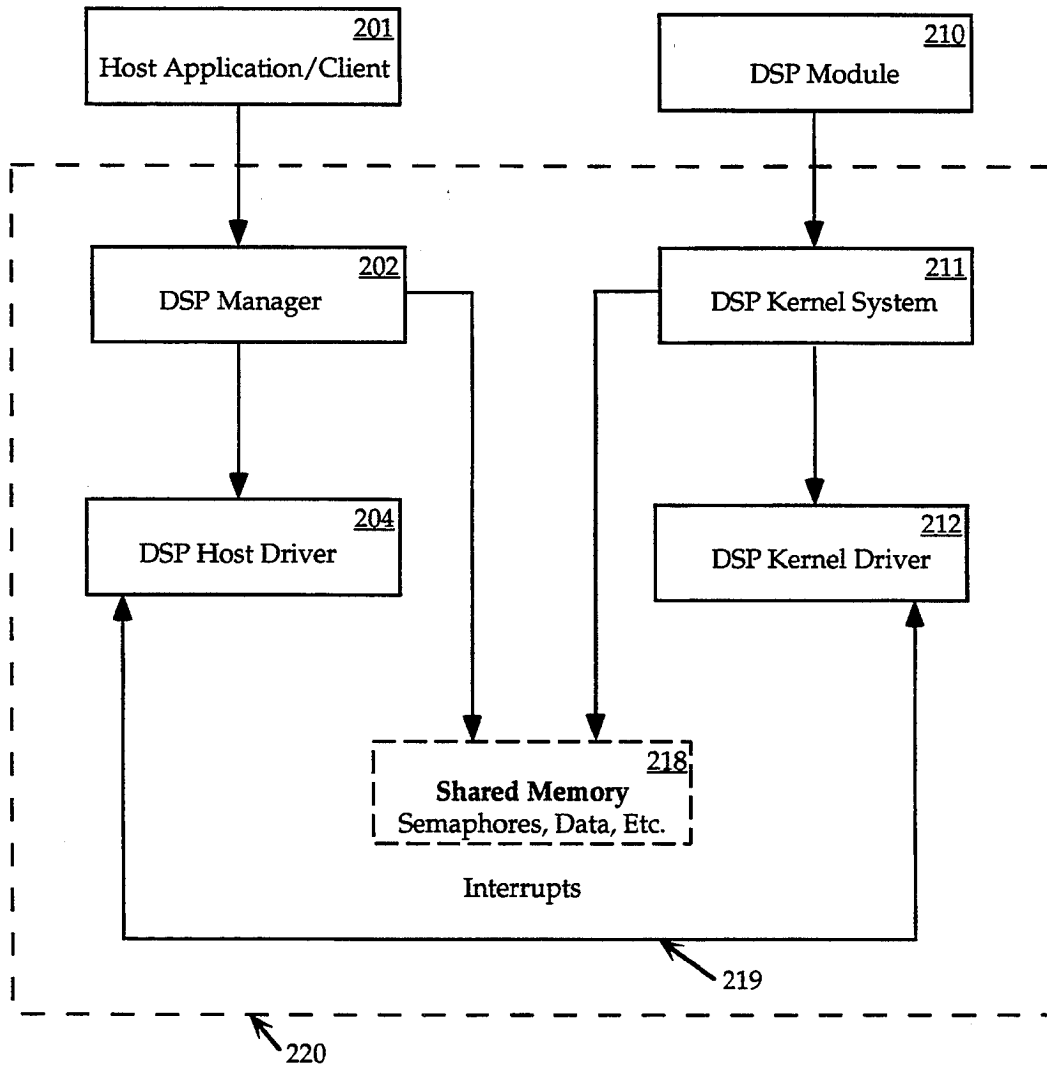 201
Host Application/Client
210
DSP Module
202
DSP Manager
211
DSP Kernel System
204
DSP Host Driver
212
DSP Kernel Driver
218
Shared Memory
Semaphores, Data, Etc.
Interrupts
219
220